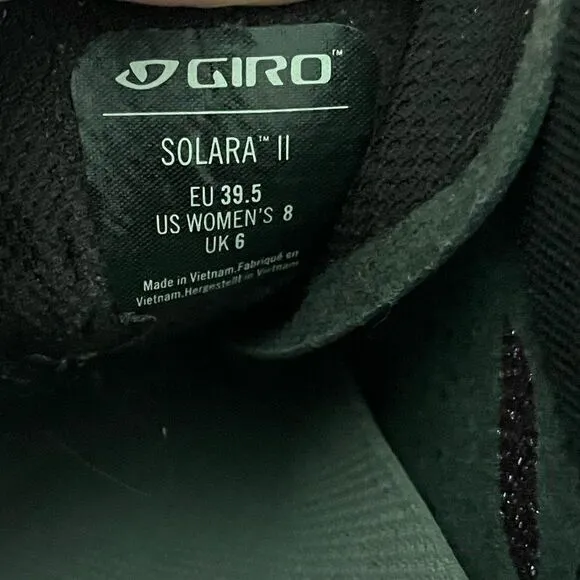 GIRO™
SOLARA™ II
EU 39.5
US WOMEN'S 8
UK 6
Made in Vietnam.Fabriqué en
Vietnam.Hergestellt in Vietnam